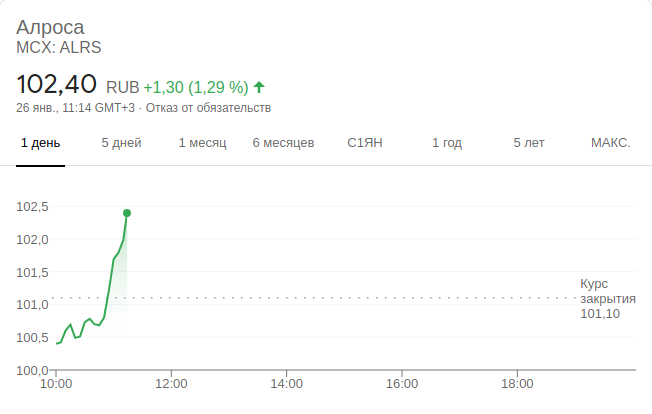 Алроса
MCX: ALRS
102,40 RUB +1,30 (1,29 %)
26 янв., 11:14 GMT+3 · Отказ от обязательств
1 день 5 дней 1 месяц 6 месяцев С1ЯН 1 год 5 лет МАКС.
102,5
102,0
101,5
101,0
100,5
100,0
Курс
закрытия
101,10
10:00 12:00 14:00 16:00 18:00